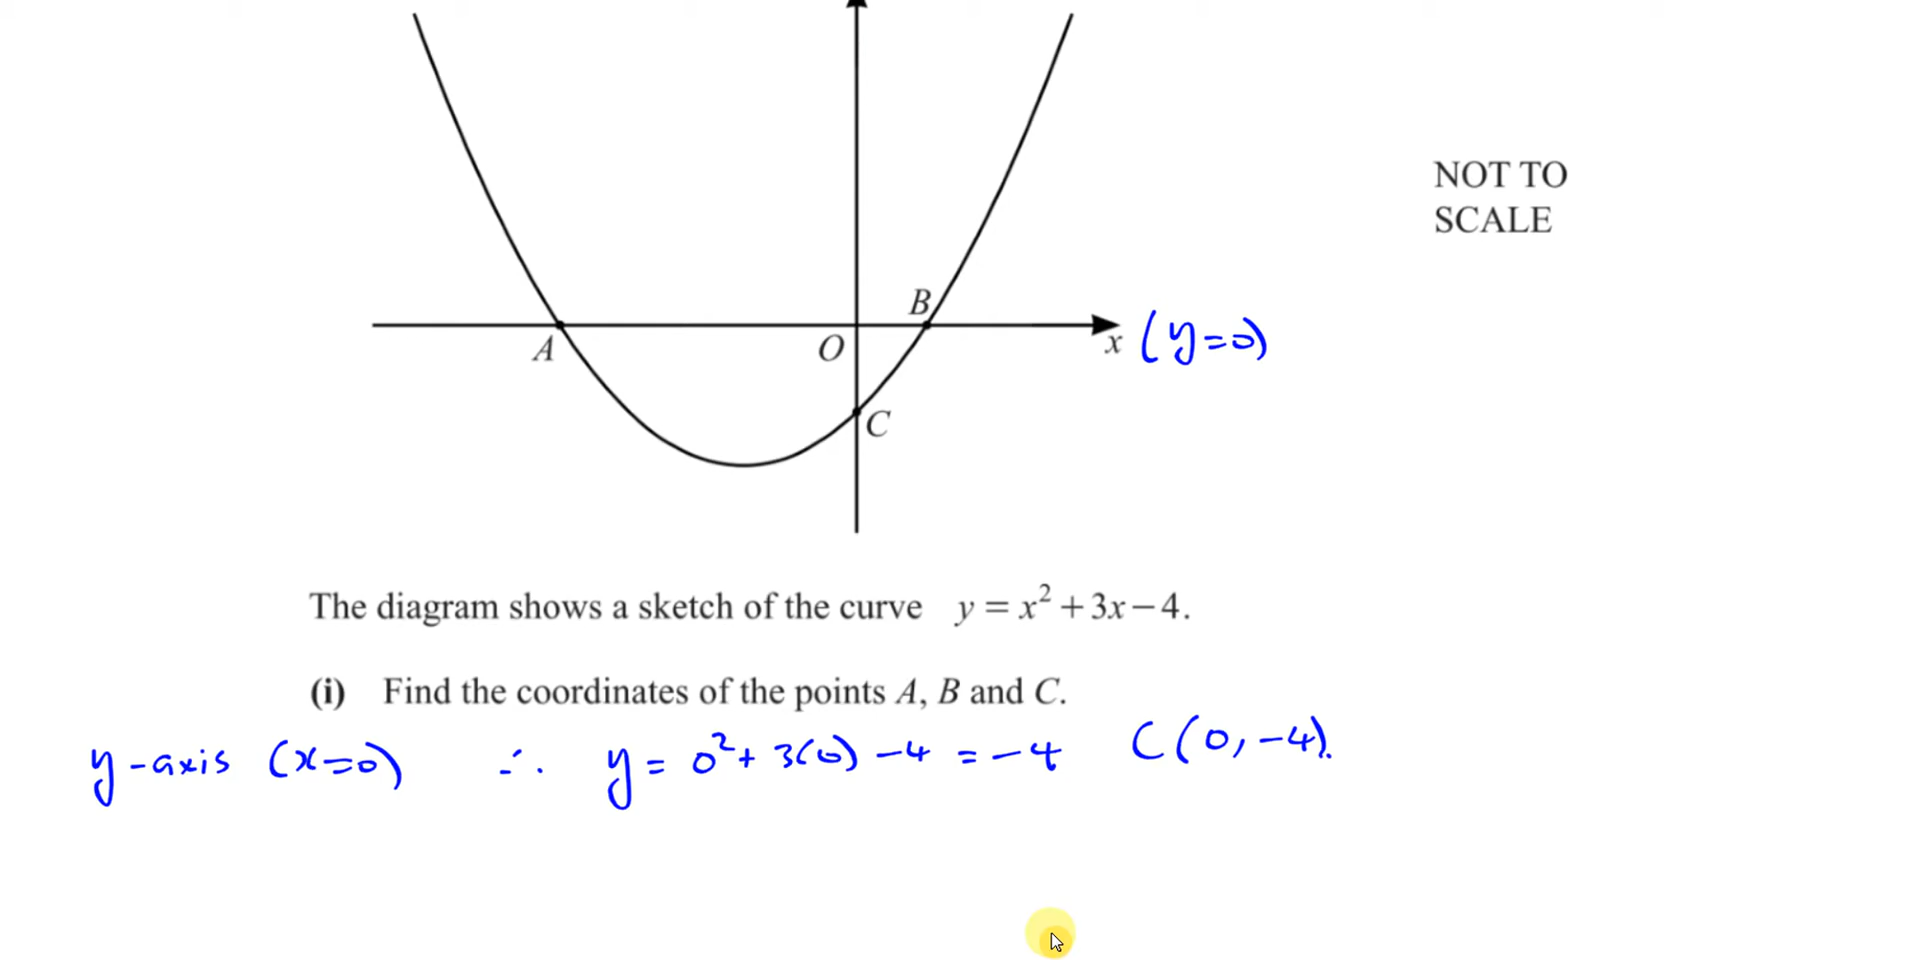 NOT TO
SCALE
B
A
O
x (y=0)
C
The diagram shows a sketch of the curve y = x² + 3x − 4.
(i) Find the coordinates of the points A, B and C.
y-axis (x=0) ∴ y = 0² + 3(0) − 4 = −4 C(0, −4).